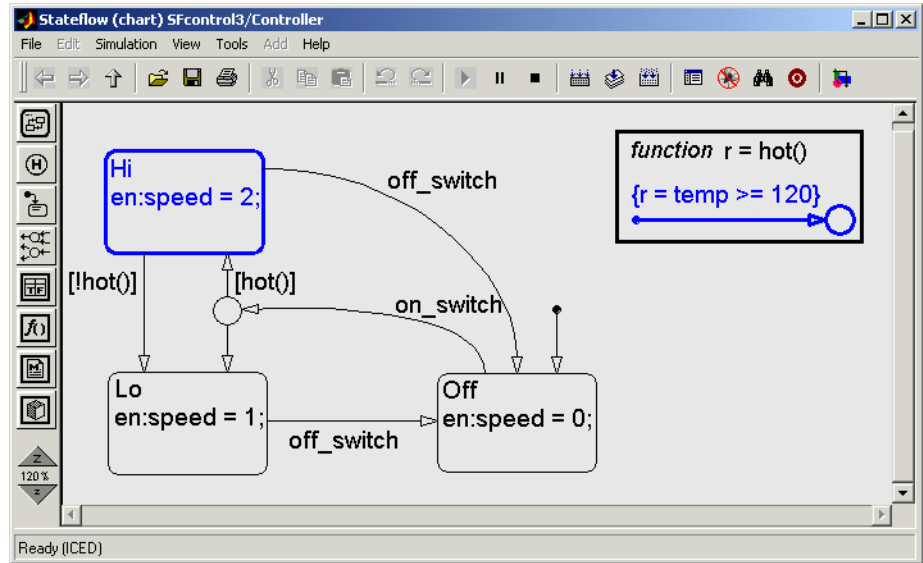 Stateflow (chart) SFcontrol3/Controller
File Edit Simulation View Tools Add Help
function r = hot()
{r = temp >= 120}
Hi
en:speed = 2;
off_switch
[!hot()]
[hot()]
on_switch
Lo
en:speed = 1;
off_switch
Off
en:speed = 0;
H
TF
f()
M
Z
120 %
z
Ready (ICED)